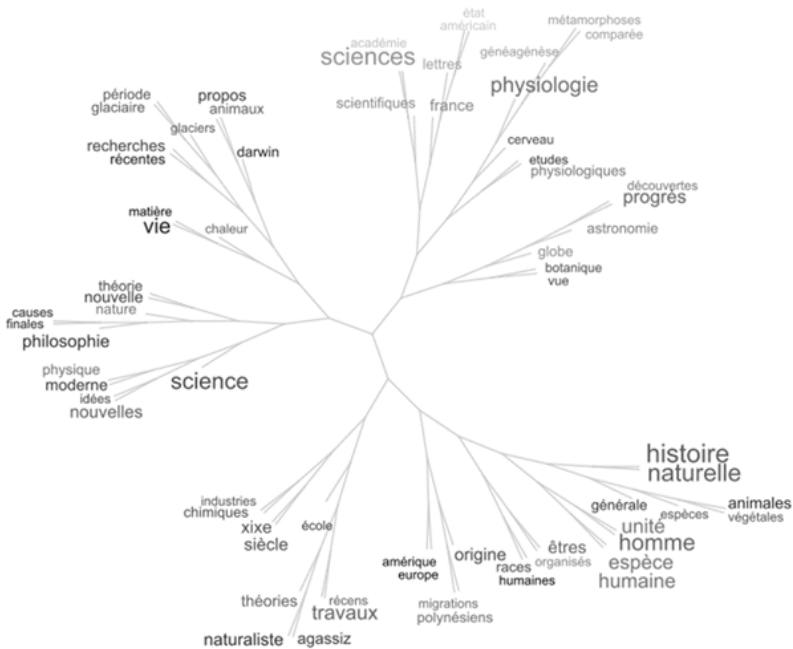 état
américain
métamorphoses
comparée
académie
sciences
lettres
généagénèse
physiologie
scientifiques
france
cerveau
etudes
physiologiques
découvertes
progrès
astronomie
globe
botanique
vue
période
glaciaire
propos
animaux
glaciers
recherches
récentes
darwin
matière
vie
chaleur
théorie
nouvelle
nature
causes
finales
philosophie
physique
moderne
idées
nouvelles
science
industries
chimiques
xixe
siècle
école
théories
récens
travaux
naturaliste
agassiz
amérique
europe
origine
migrations
polynésiens
races
humaines
êtres
organisés
histoire
naturelle
générale
espèces
animales
végétales
unité
homme
espèce
humaine